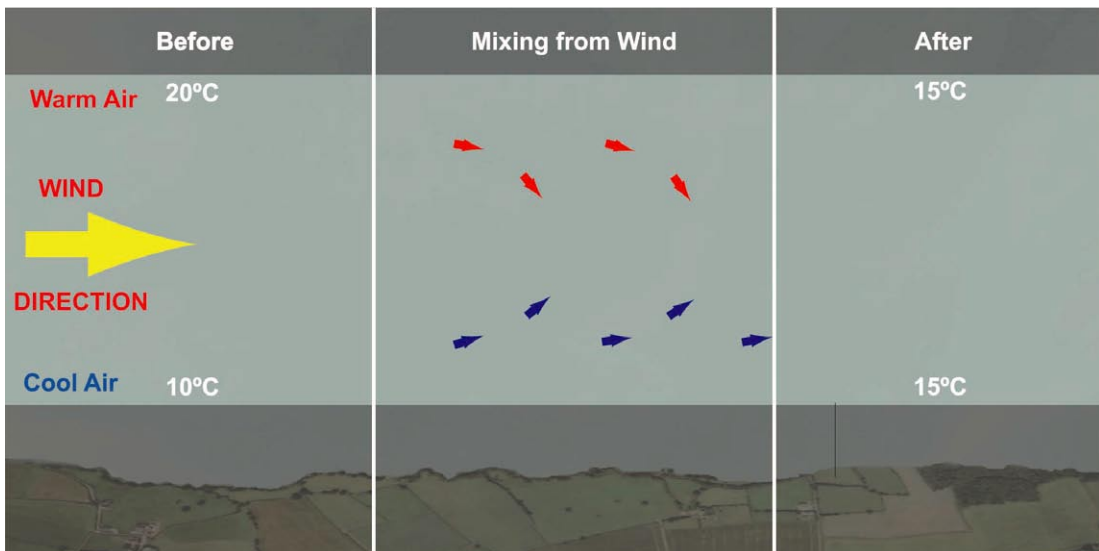 Before
Mixing from Wind
After
Warm Air
20ºC
15ºC
WIND
DIRECTION
Cool Air
10ºC
15ºC